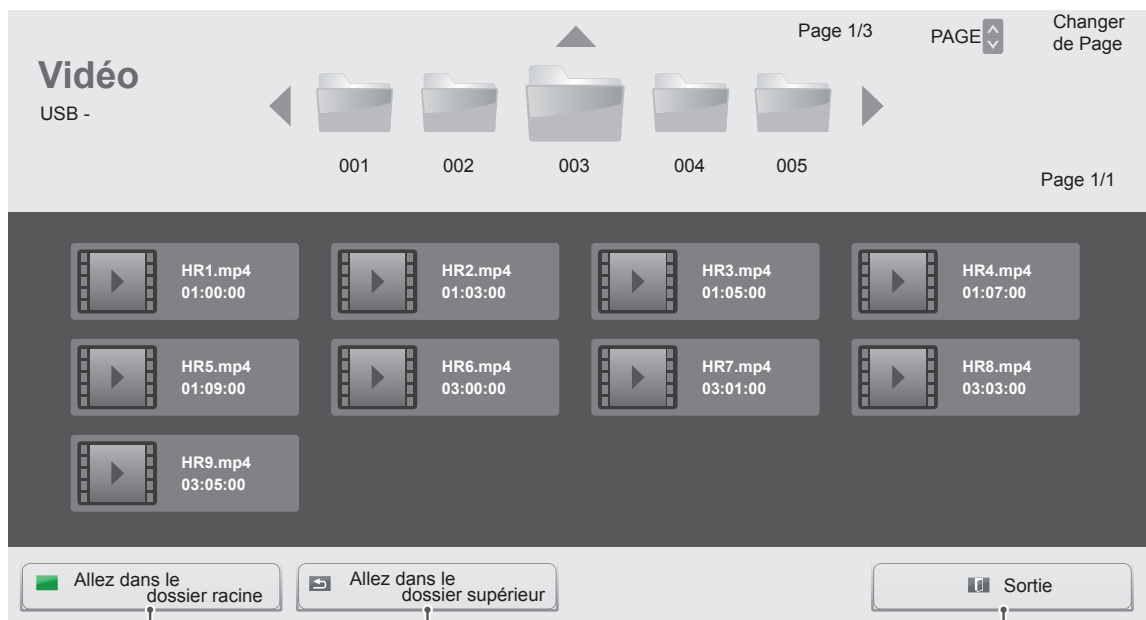 Page 1/3
PAGE
Changer
de Page
Vidéo
USB -
001
002
003
004
005
Page 1/1
HR1.mp4
01:00:00
HR2.mp4
01:03:00
HR3.mp4
01:05:00
HR4.mp4
01:07:00
HR5.mp4
01:09:00
HR6.mp4
03:00:00
HR7.mp4
03:01:00
HR8.mp4
03:03:00
HR9.mp4
03:05:00
Allez dans le
dossier racine
Allez dans le
dossier supérieur
Sortie